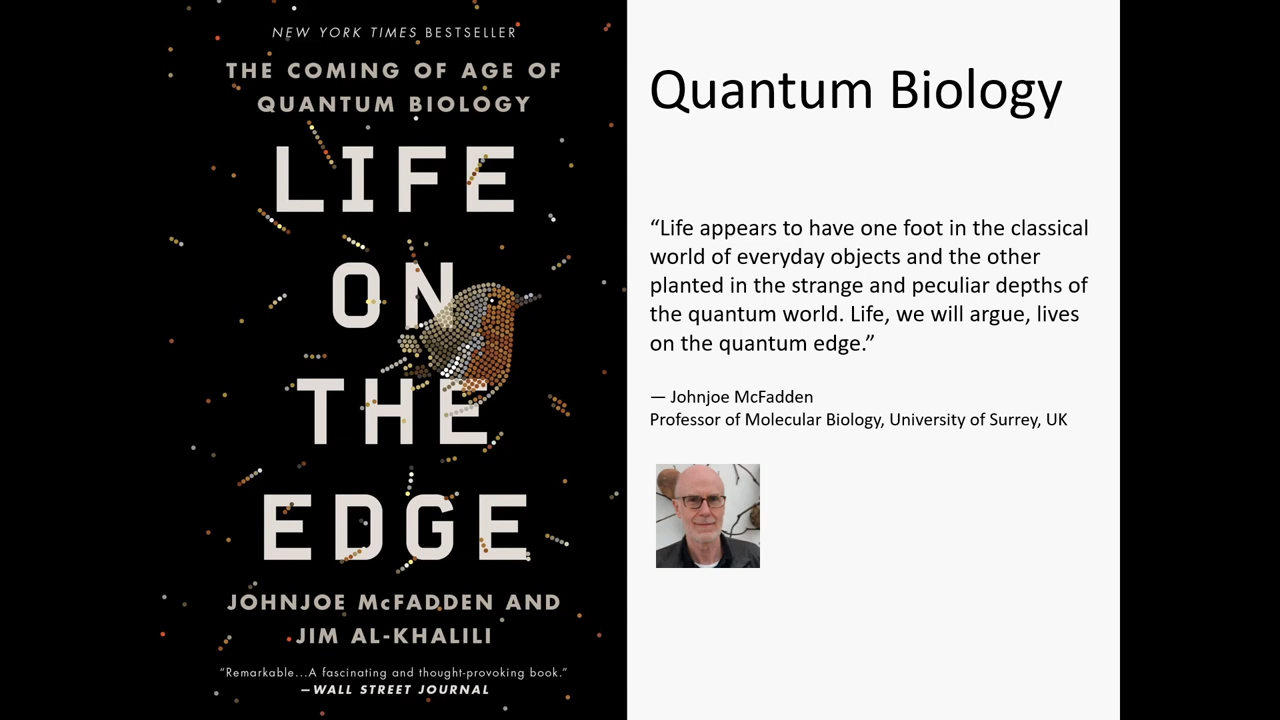 NEW YORK TIMES BESTSELLER
THE COMING OF AGE OF
QUANTUM BIOLOGY
LIFE
ON
THE
EDGE
JOHNJOE McFADDEN AND
JIM AL-KHALILI
“Remarkable...A fascinating and thought-provoking book.”
—WALL STREET JOURNAL
Quantum Biology
“Life appears to have one foot in the classical
world of everyday objects and the other
planted in the strange and peculiar depths of
the quantum world. Life, we will argue, lives
on the quantum edge.”
— Johnjoe McFadden
Professor of Molecular Biology, University of Surrey, UK